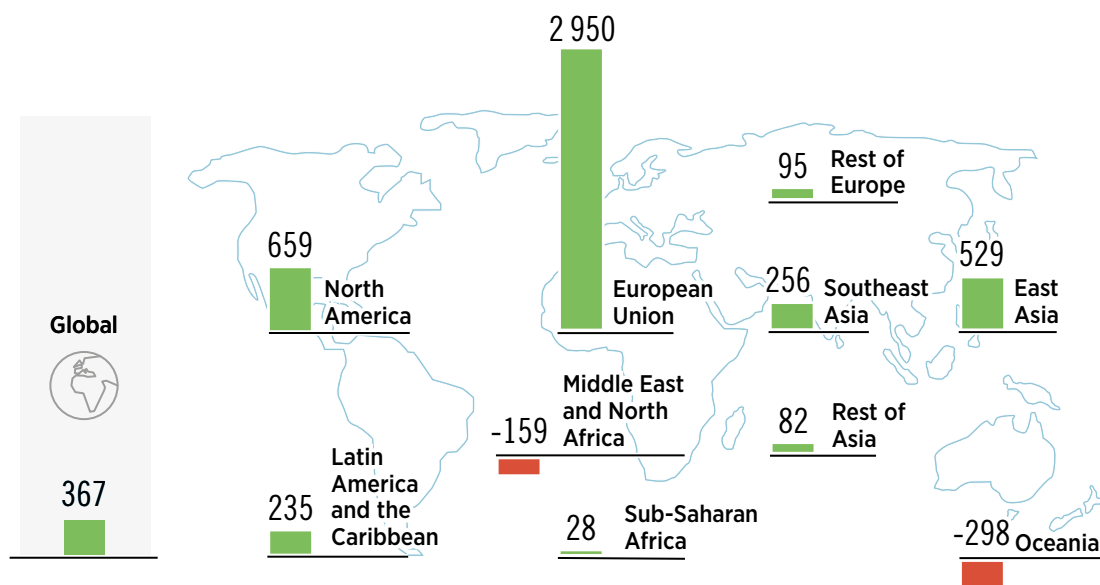 Global
367
659
North
America
235
Latin
America
and the
Caribbean
2 950
European
Union
-159
Middle East
and North
Africa
28
Sub-Saharan
Africa
95
Rest of
Europe
256
Southeast
Asia
82
Rest of
Asia
529
East
Asia
-298
Oceania